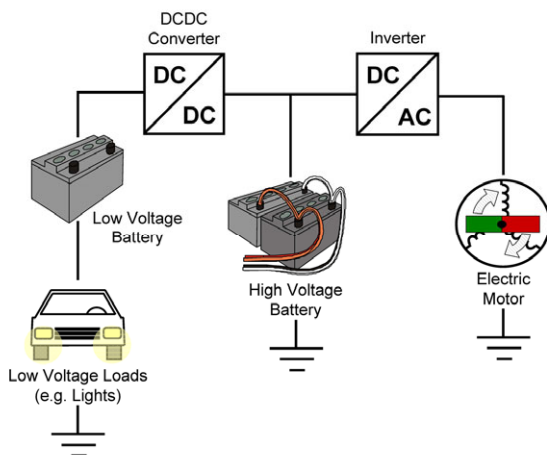 DCDC
Converter
Inverter
DC
DC
DC
AC
Low Voltage
Battery
High Voltage
Battery
Electric
Motor
Low Voltage Loads
(e.g. Lights)